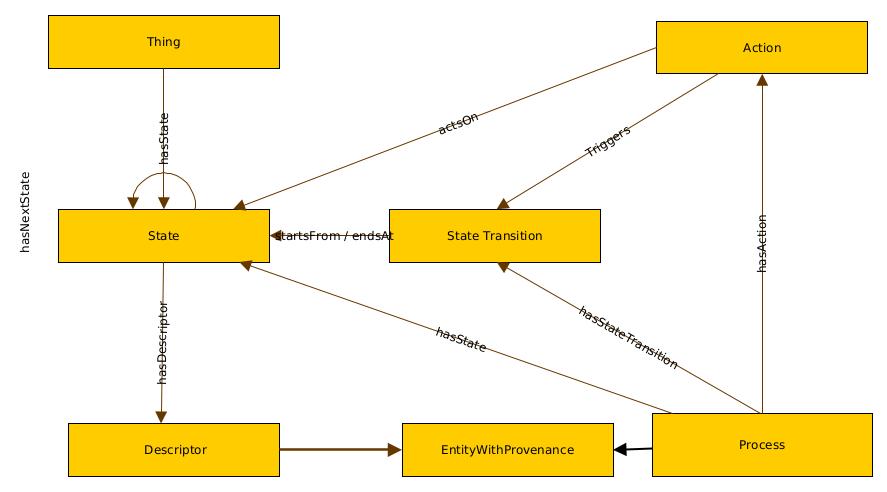 Thing
Action
hasState
actsOn
Triggers
hasNextState
State
startsFrom / endsAt
State Transition
hasAction
hasDescriptor
hasState
hasStateTransition
Descriptor
EntityWithProvenance
Process